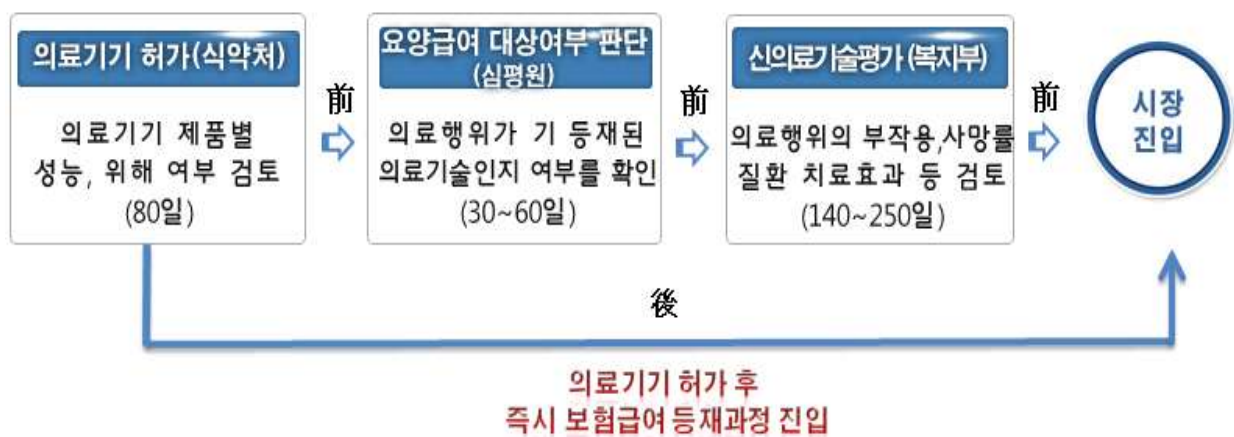 의료기기 허가(식약처)
의료기기 제품별
성능, 위해 여부 검토
(80일)
前
요양급여 대상여부 판단
(심평원)
의료행위가 기 등재된
의료기술인지 여부를 확인
(30~60일)
前
신의료기술평가 (복지부)
의료행위의 부작용,사망률
질환 치료효과 등 검토
(140~250일)
前
시장
진입
後
의료기기 허가 후
즉시 보험급여 등재과정 진입